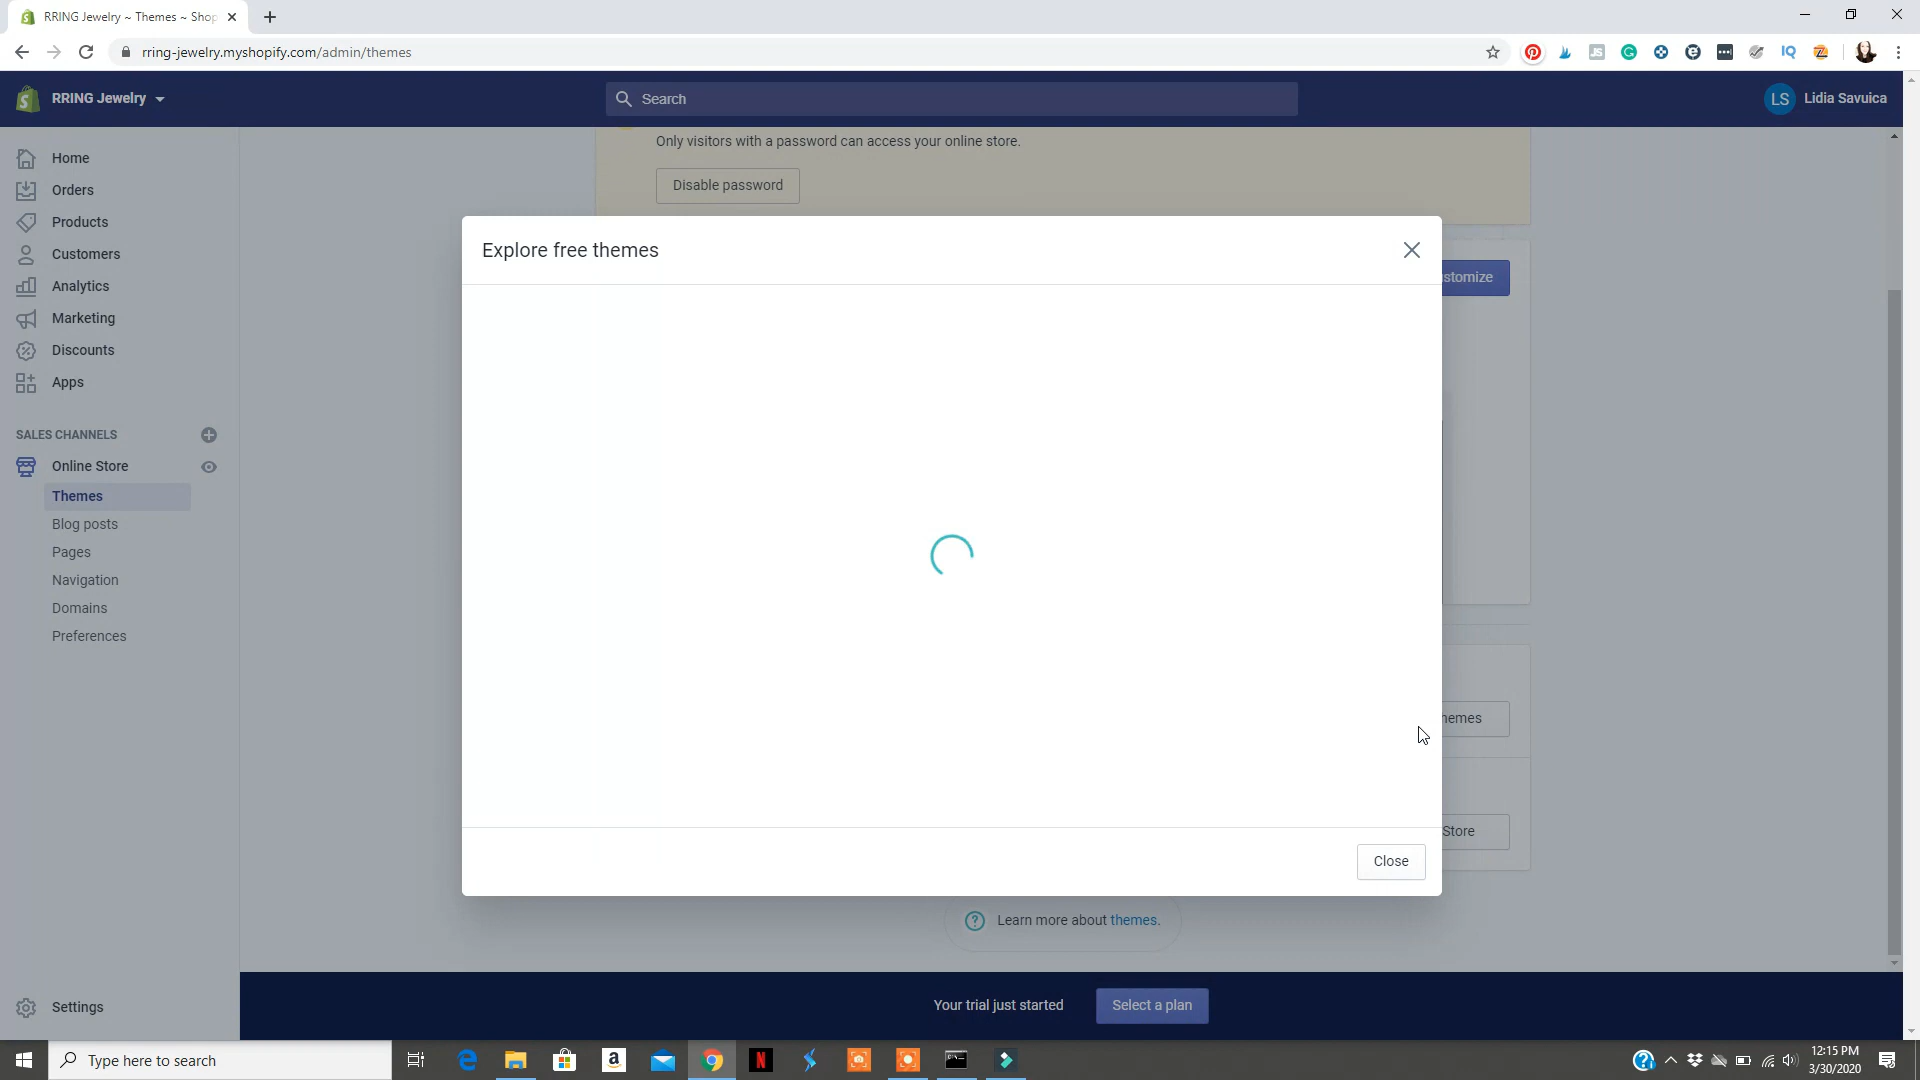 RRING Jewelry ~ Themes ~ Shop
rring-jewelry.myshopify.com/admin/themes
RRING Jewelry
Search
LS
Lidia Savuica
Home
Orders
Products
Customers
Analytics
Marketing
Discounts
Apps
SALES CHANNELS
Online Store
Themes
Blog posts
Pages
Navigation
Domains
Preferences
Settings
Only visitors with a password can access your online store.
Disable password
Explore free themes
stomize
hemes
Store
Close
Learn more about themes.
Your trial just started
Select a plan
Type here to search
12:15 PM
3/30/2020